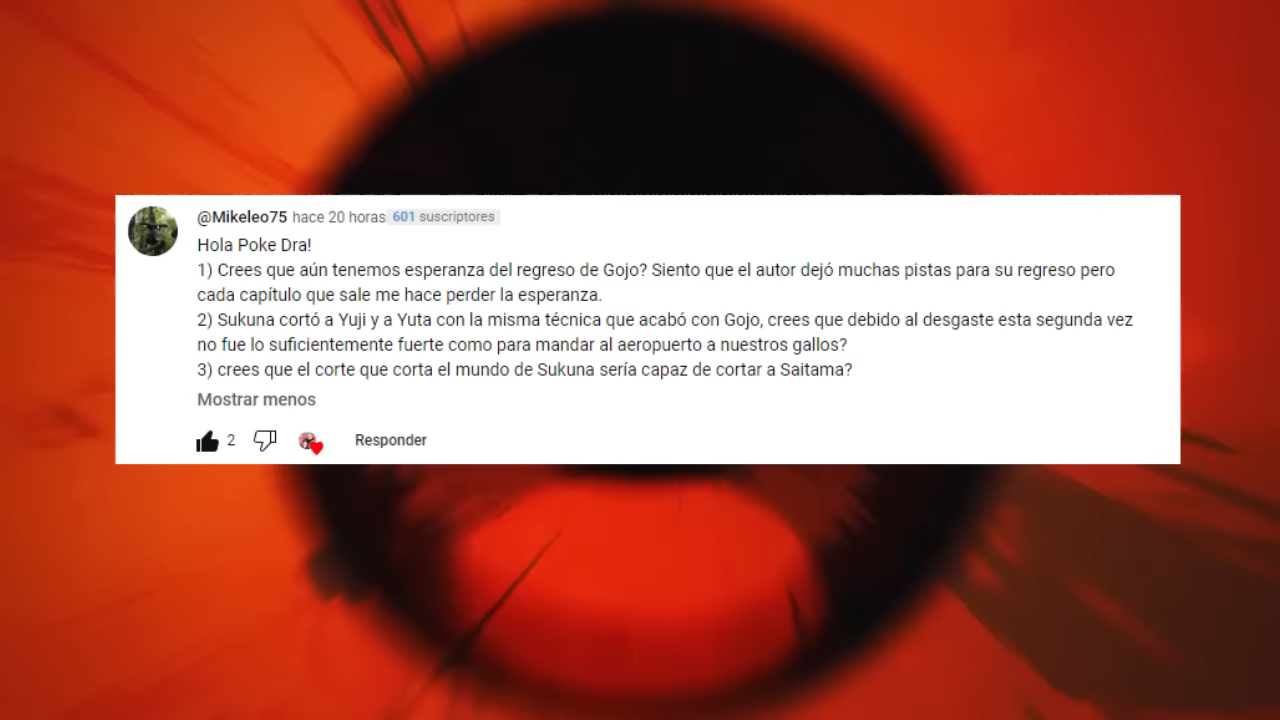 @Mikeleo75 hace 20 horas 601 suscriptores
Hola Poke Dra!
1) Crees que aún tenemos esperanza del regreso de Gojo? Siento que el autor dejó muchas pistas para su regreso pero
cada capítulo que sale me hace perder la esperanza.
2) Sukuna cortó a Yuji y a Yuta con la misma técnica que acabó con Gojo, crees que debido al desgaste esta segunda vez
no fue lo suficientemente fuerte como para mandar al aeropuerto a nuestros gallos?
3) crees que el corte que corta el mundo de Sukuna sería capaz de cortar a Saitama?
Mostrar menos
2 Responder